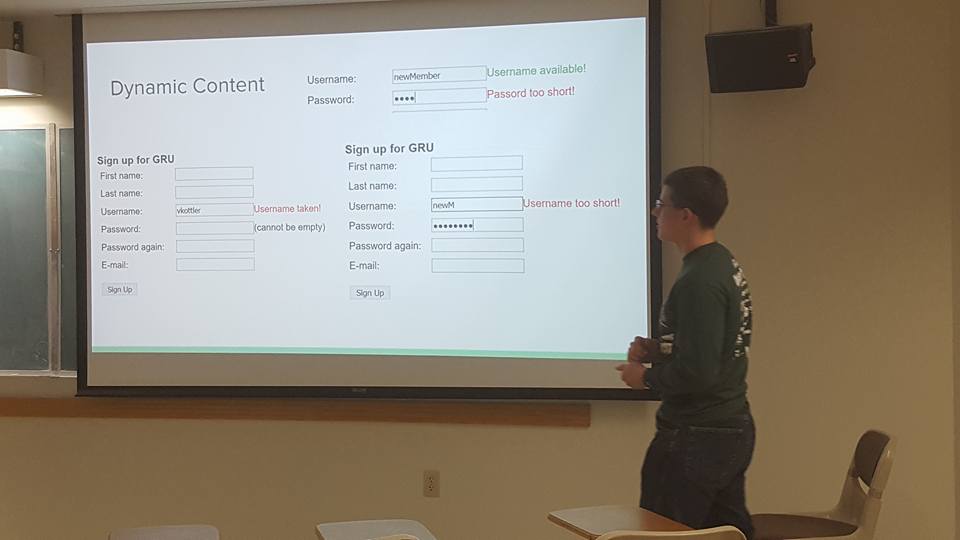 Dynamic Content
Username: newMember Username available!
Password: •••• Passord too short!
Sign up for GRU
First name:
Last name:
Username: vkottler Username taken!
Password: (cannot be empty)
Password again:
E-mail:
Sign Up
Sign up for GRU
First name:
Last name:
Username: newM Username too short!
Password: ••••••••
Password again:
E-mail:
Sign Up